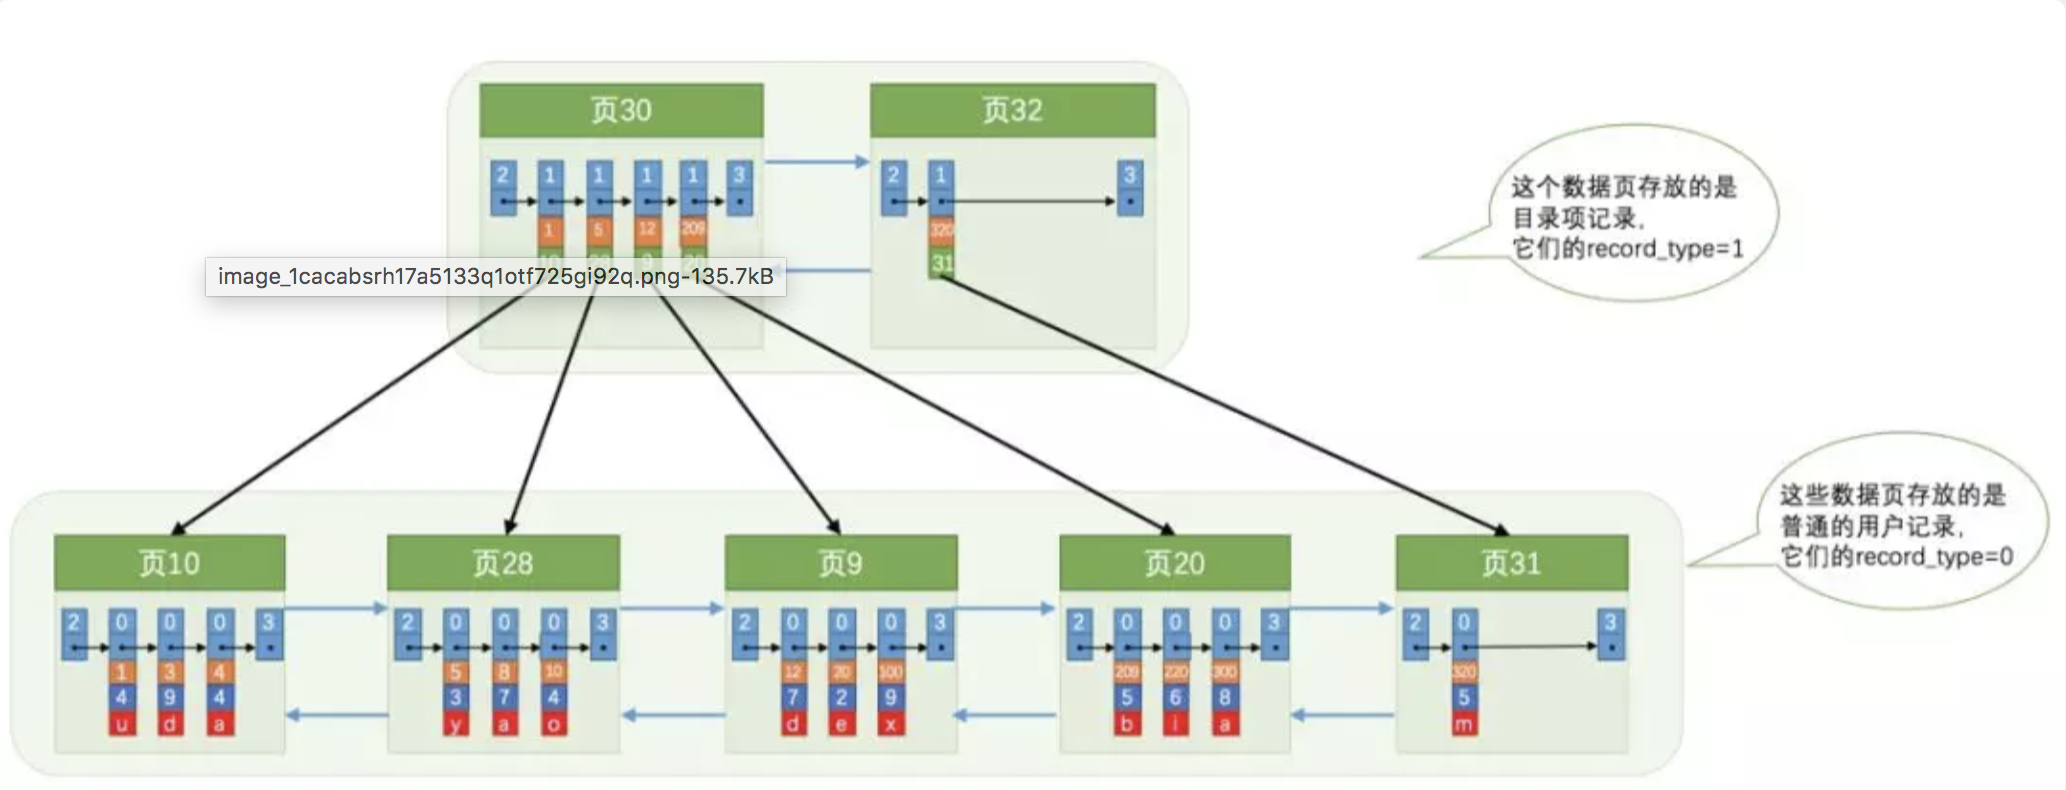 页30
页32
2 1 1 1 1 3
2 1 3
1 5 12 209
320
31
image_1cacabsrh17a5133q1otf725gi92q.png-135.7kB
这个数据页存放的是
目录项记录,
它们的record_type=1
这些数据页存放的是
普通的用户记录,
它们的record_type=0
页10
页28
页9
页20
页31
2 0 0 0 3
1 3 4
4 9 4
u d a
2 0 0 0 3
5 8 10
3 7 4
y a o
2 0 0 0 3
12 20 100
7 2 9
d e x
2 0 0 0 3
209 220 300
5 6 8
b i a
2 0 3
320
5
m